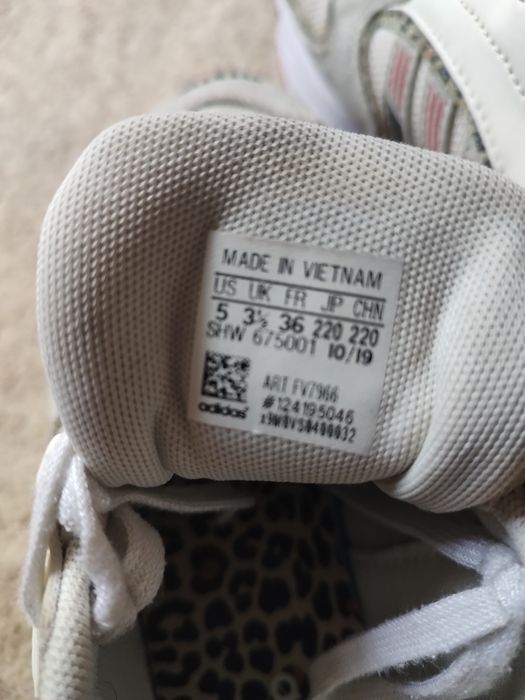 MADE IN VIETNAM
US UK FR JP CHN
5 3½ 36 220 220
SHW 675001 10/19
ART FV7966
#124195046
adidas